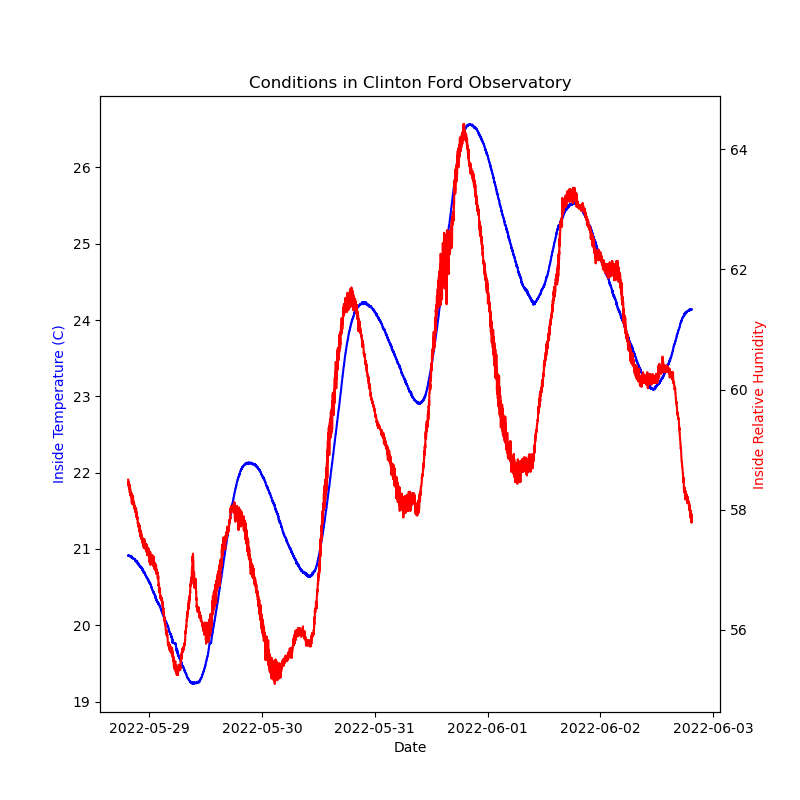 Conditions in Clinton Ford Observatory
Inside Temperature (C)
26
25
24
23
22
21
20
19
64
62
60
58
56
Inside Relative Humidity
2022-05-29 2022-05-30 2022-05-31 2022-06-01 2022-06-02 2022-06-03
Date